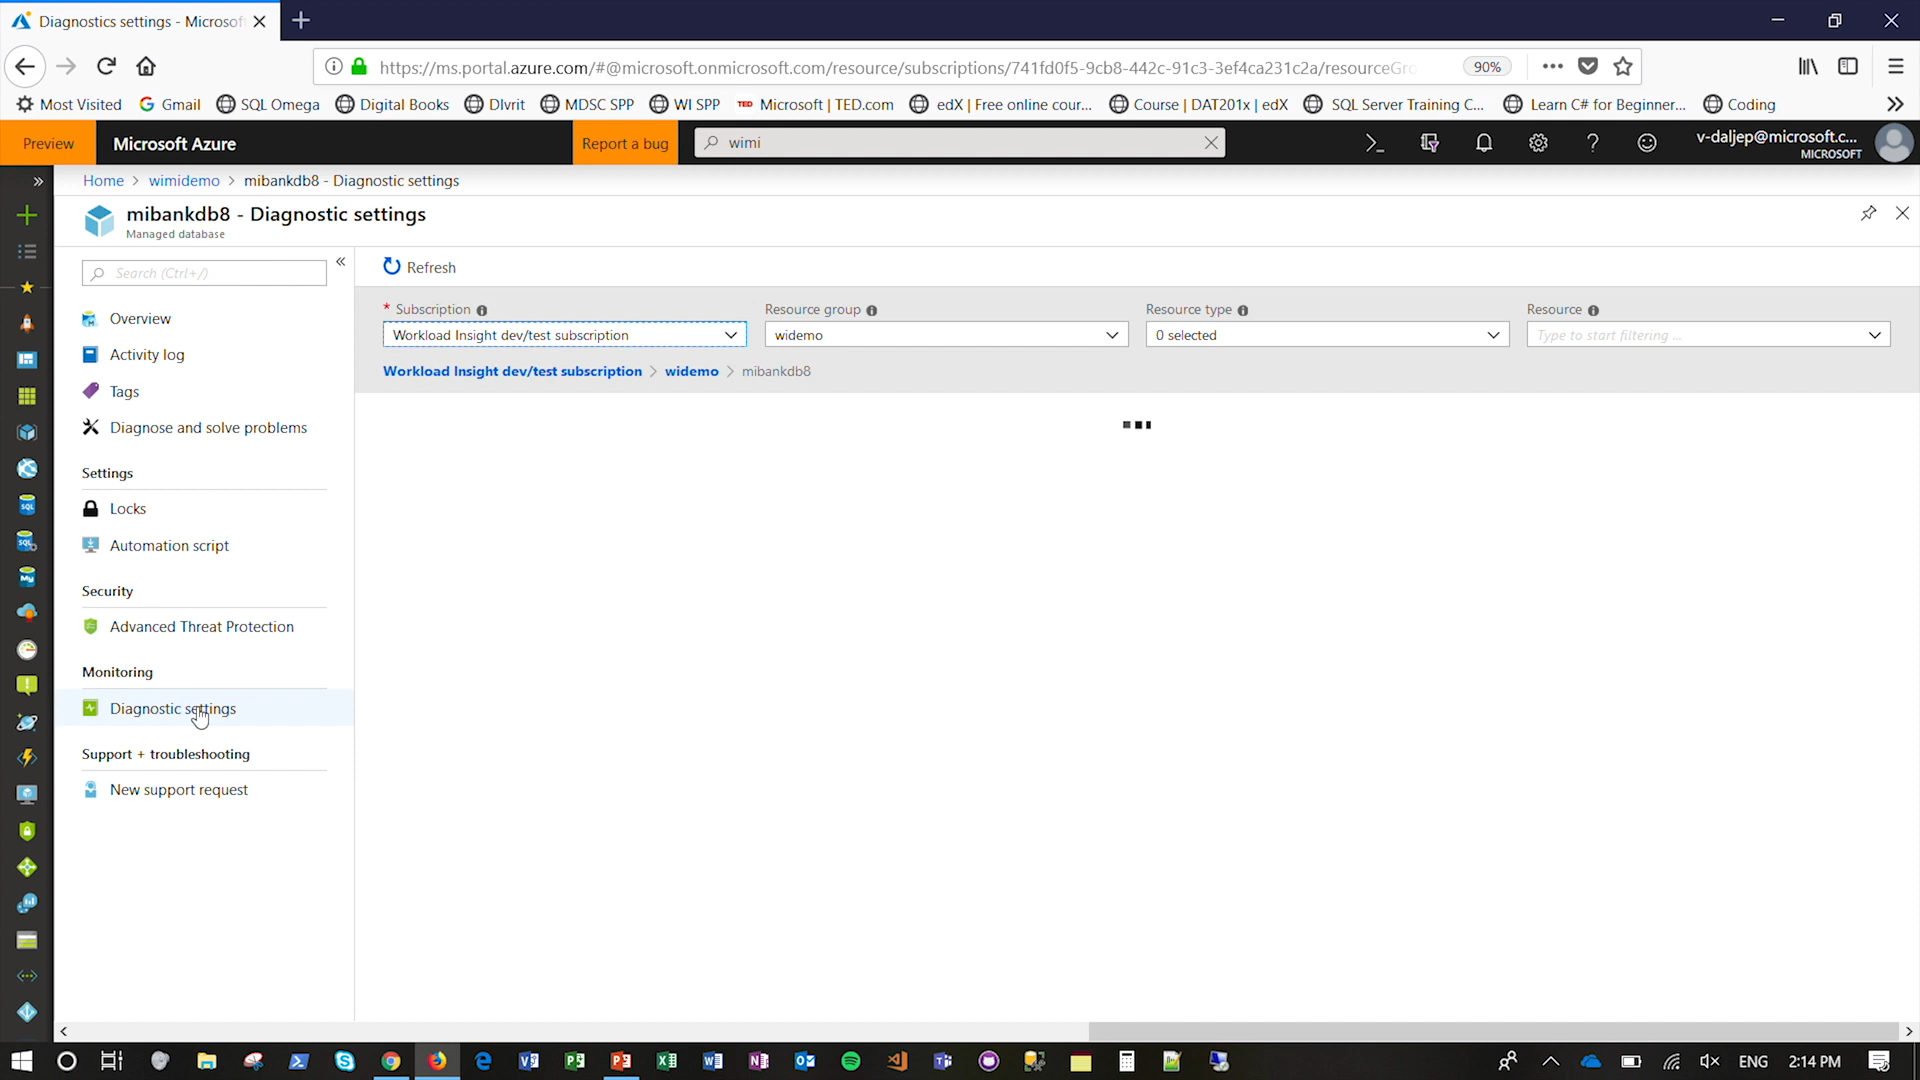 Diagnostics settings - Microsof
https://ms.portal.azure.com/#@microsoft.onmicrosoft.com/resource/subscriptions/741fd0f5-9cb8-442c-91c3-3ef4ca231c2a/resourceGro
90%
Most Visited
Gmail
SQL Omega
Digital Books
Dlvrit
MDSC SPP
WI SPP
TED
Microsoft | TED.com
edX | Free online cour...
Course | DAT201x | edX
SQL Server Training C...
Learn C# for Beginner...
Coding
Preview
Microsoft Azure
Report a bug
wimi
v-daljep@microsoft.c...
MICROSOFT
Home > wimidemo > mibankdb8 - Diagnostic settings
mibankdb8 - Diagnostic settings
Managed database
Search (Ctrl+/)
Overview
Activity log
Tags
Diagnose and solve problems
Settings
Locks
Automation script
Security
Advanced Threat Protection
Monitoring
Diagnostic settings
Support + troubleshooting
New support request
Refresh
* Subscription
Resource group
Resource type
Resource
Workload Insight dev/test subscription
widemo
0 selected
Type to start filtering ...
Workload Insight dev/test subscription > widemo > mibankdb8
ENG
2:14 PM